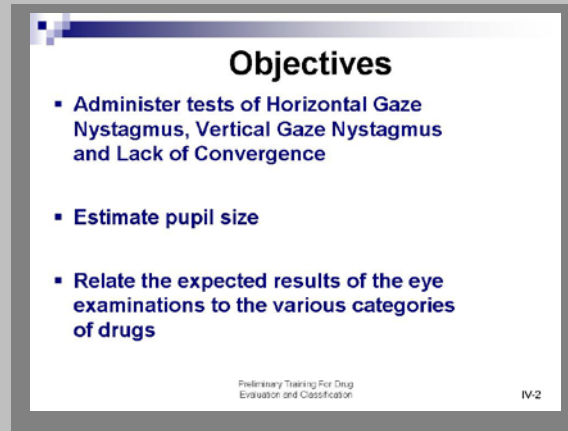 Objectives
▪ Administer tests of Horizontal Gaze
Nystagmus, Vertical Gaze Nystagmus
and Lack of Convergence
▪ Estimate pupil size
▪ Relate the expected results of the eye
examinations to the various categories
of drugs
Preliminary Training For Drug
Evaluation and Classification
IV-2